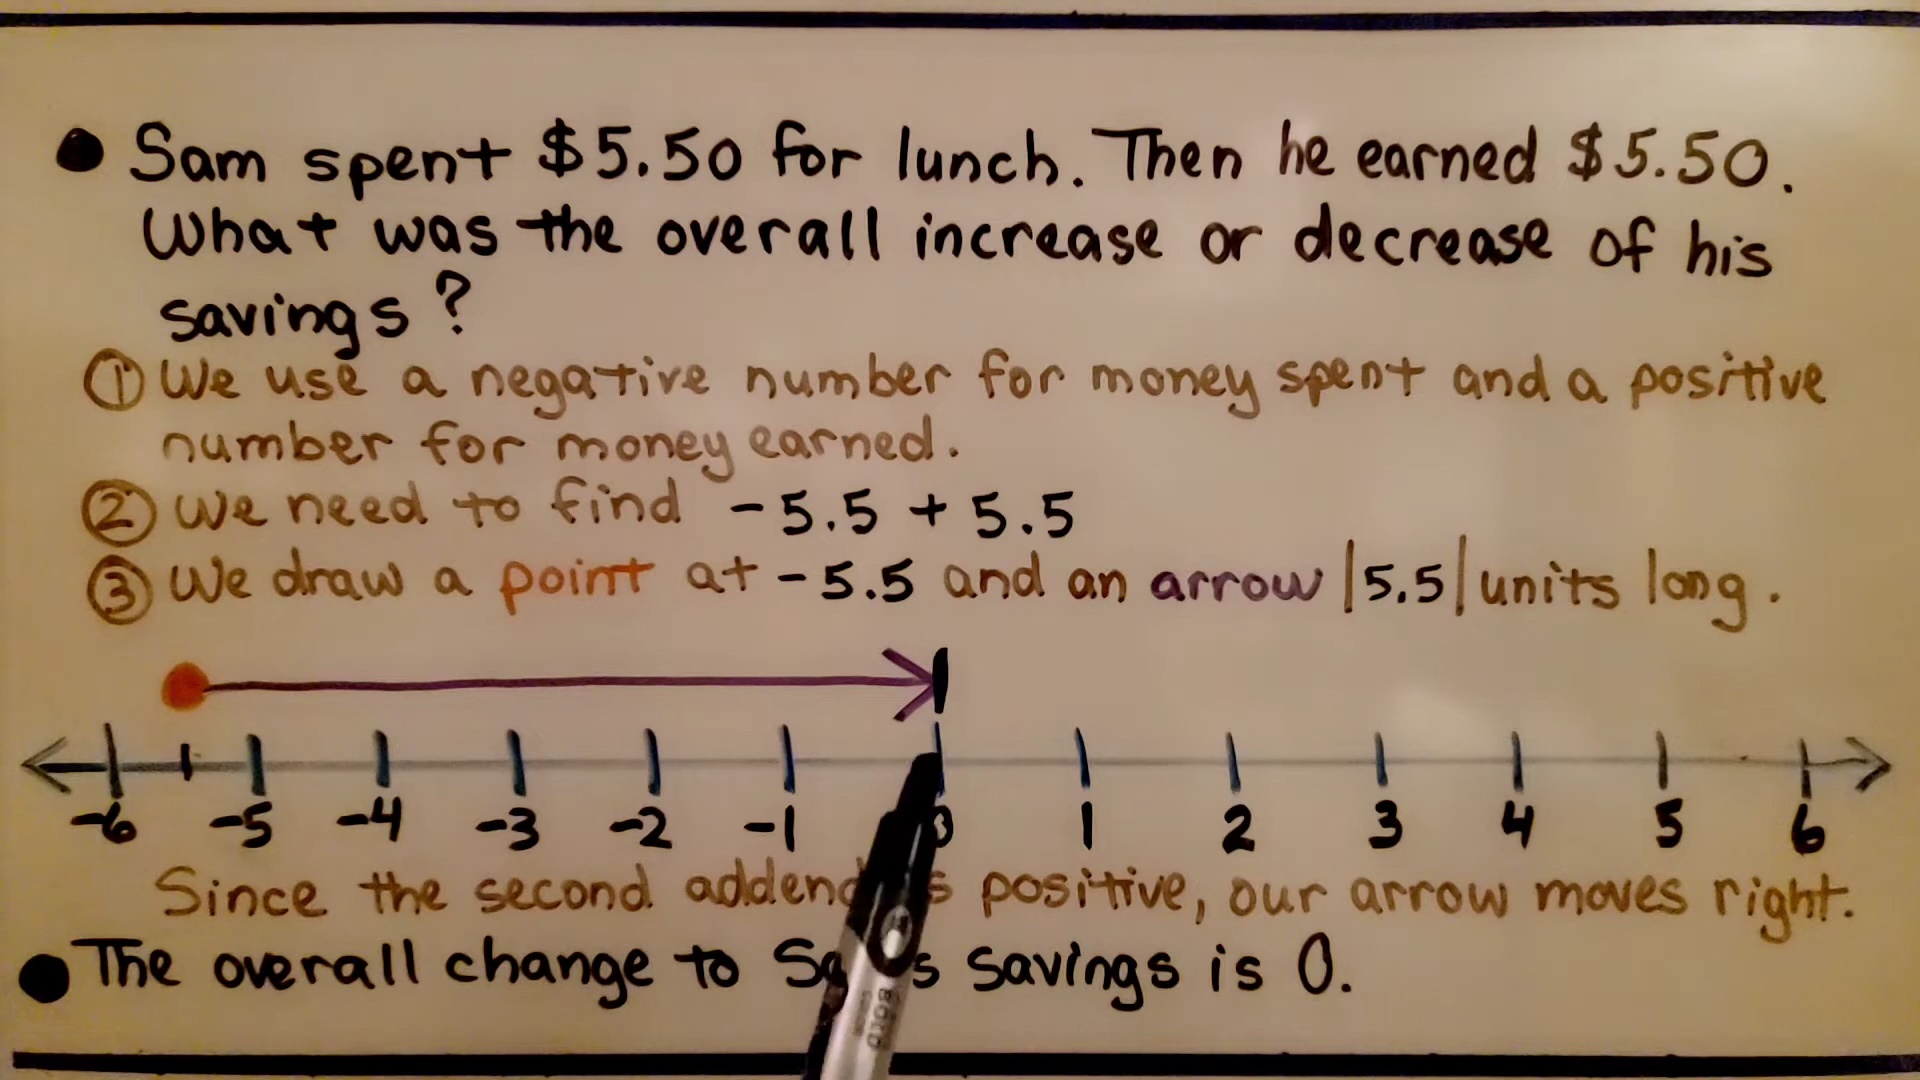 Sam spent $5.50 for lunch. Then he earned $5.50.
What was the overall increase or decrease of his
savings?
① We use a negative number for money spent and a positive
number for money earned.
② We need to find -5.5 + 5.5
③ We draw a point at -5.5 and an arrow |5.5| units long.
-6 -5 -4 -3 -2 -1 0 1 2 3 4 5 6
Since the second addend is positive, our arrow moves right.
The overall change to Sam's savings is 0.